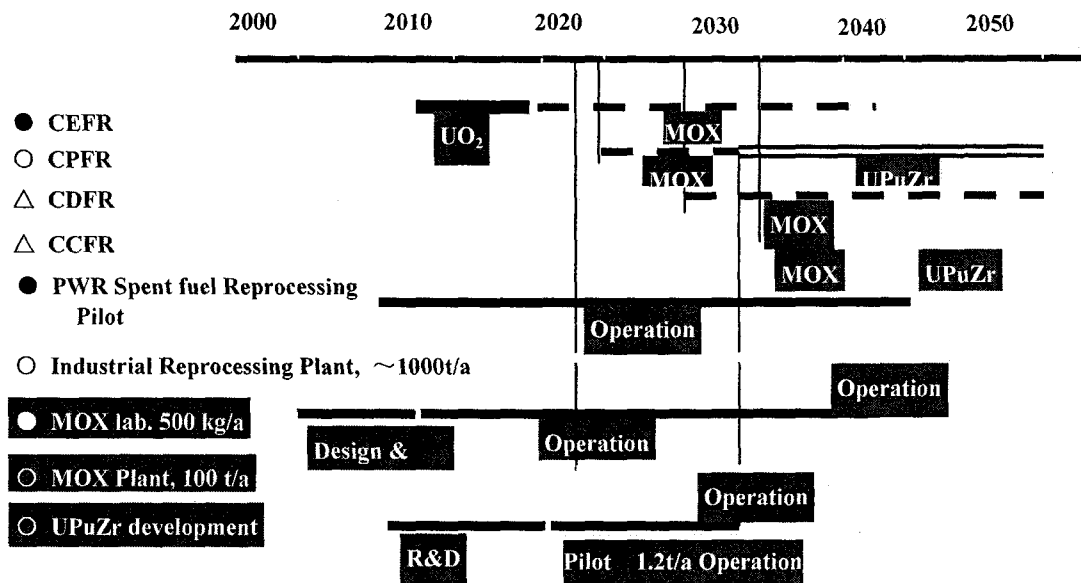 2000 2010 2020 2030 2040 2050
● CEFR
UO₂
MOX
○ CPFR
MOX
UPuZr
△ CDFR
MOX
△ CCFR
MOX
UPuZr
● PWR Spent fuel Reprocessing
Pilot
Operation
○ Industrial Reprocessing Plant, ~1000t/a
Operation
● MOX lab. 500 kg/a
Design &
Operation
○ MOX Plant, 100 t/a
Operation
○ UPuZr development
R&D
Pilot 1.2t/a Operation